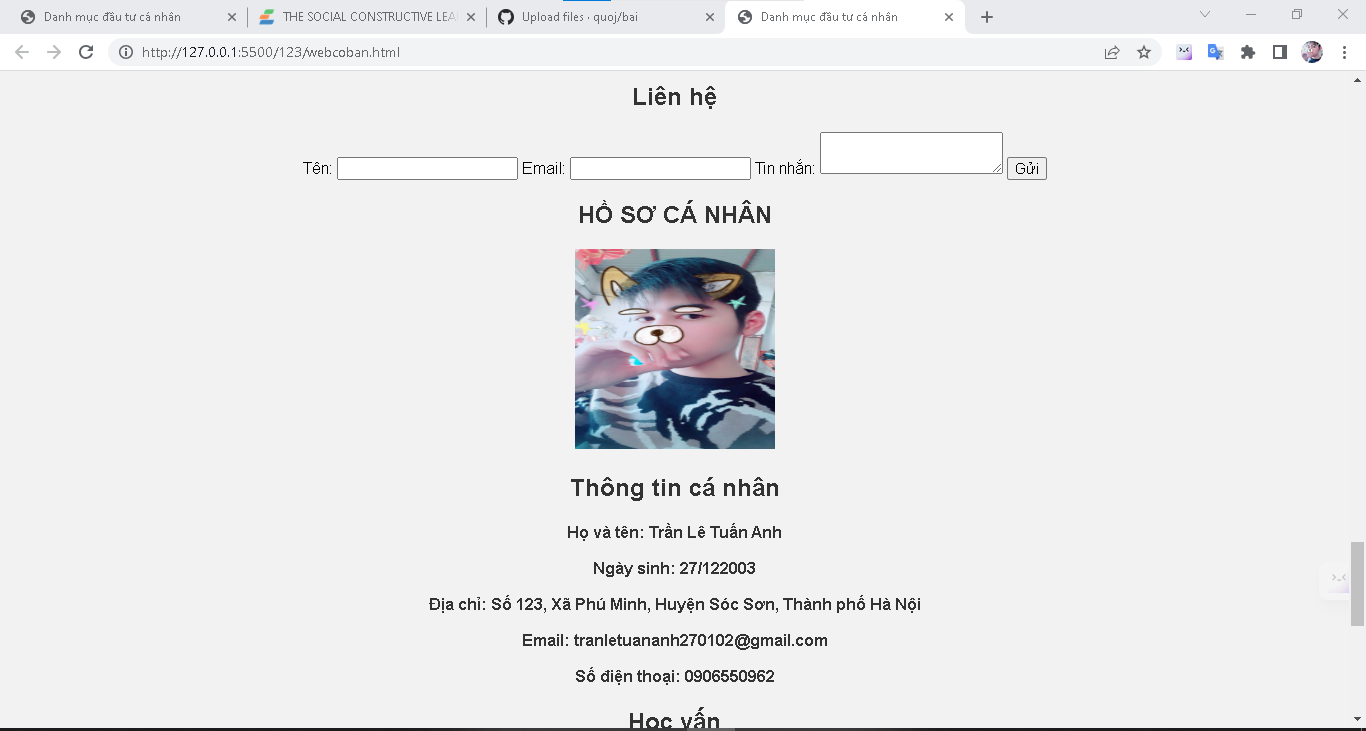 Danh mục đầu tư cá nhân
THE SOCIAL CONSTRUCTIVE LEA
Upload files · quoj/bai
Danh mục đầu tư cá nhân
http://127.0.0.1:5500/123/webcoban.html
Liên hệ
Tên: Email: Tin nhắn: Gửi
HỒ SƠ CÁ NHÂN
Thông tin cá nhân
Họ và tên: Trần Lê Tuấn Anh
Ngày sinh: 27/122003
Địa chỉ: Số 123, Xã Phú Minh, Huyện Sóc Sơn, Thành phố Hà Nội
Email: tranletuananh270102@gmail.com
Số điện thoại: 0906550962
Học vấn